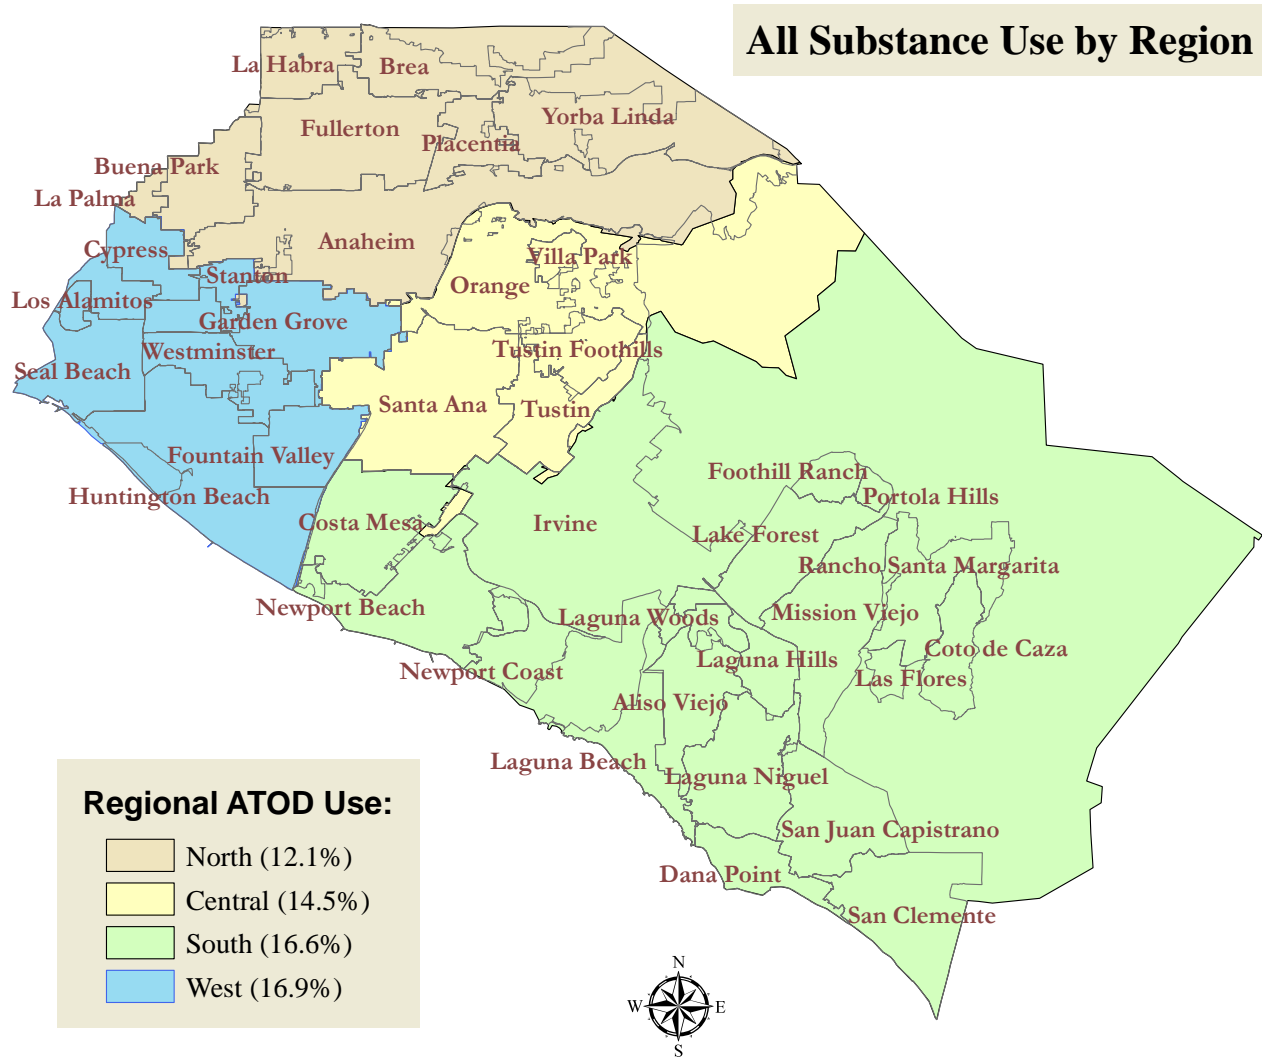 All Substance Use by Region
La Habra
Brea
Yorba Linda
Fullerton
Placentia
Buena Park
La Palma
Anaheim
Cypress
Villa Park
Stanton
Orange
Los Alamitos
Garden Grove
Westminster
Tustin Foothills
Seal Beach
Santa Ana
Tustin
Fountain Valley
Foothill Ranch
Huntington Beach
Portola Hills
Costa Mesa
Irvine
Lake Forest
Rancho Santa Margarita
Newport Beach
Laguna Woods
Mission Viejo
Coto de Caza
Laguna Hills
Newport Coast
Las Flores
Aliso Viejo
Laguna Beach
Laguna Niguel
San Juan Capistrano
Dana Point
San Clemente
Regional ATOD Use:
North (12.1%)
Central (14.5%)
South (16.6%)
West (16.9%)
N
W
E
S